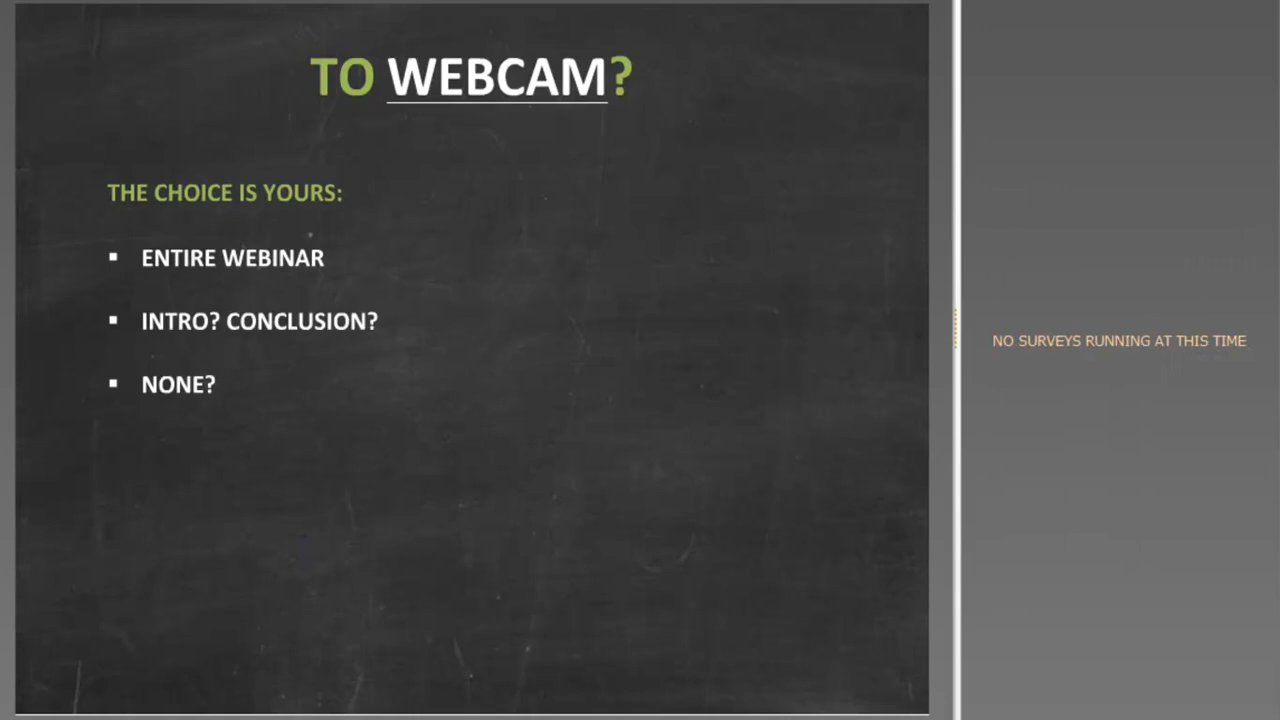 TO WEBCAM?
THE CHOICE IS YOURS:
▪ ENTIRE WEBINAR
▪ INTRO? CONCLUSION?
▪ NONE?
NO SURVEYS RUNNING AT THIS TIME